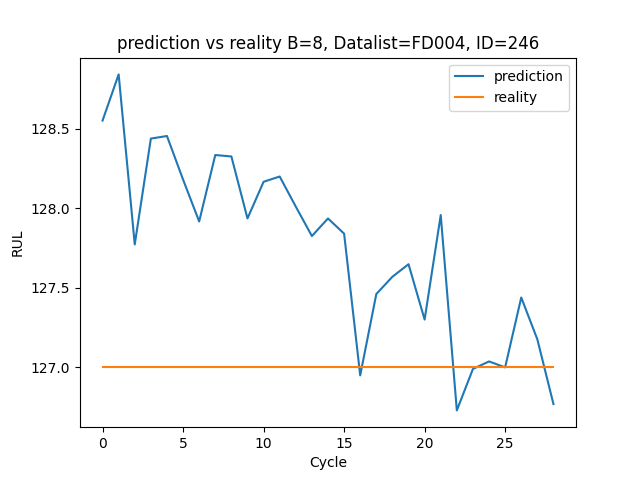 prediction vs reality B=8, Datalist=FD004, ID=246
prediction
reality
128.5
128.0
127.5
127.0
RUL
0 5 10 15 20 25
Cycle